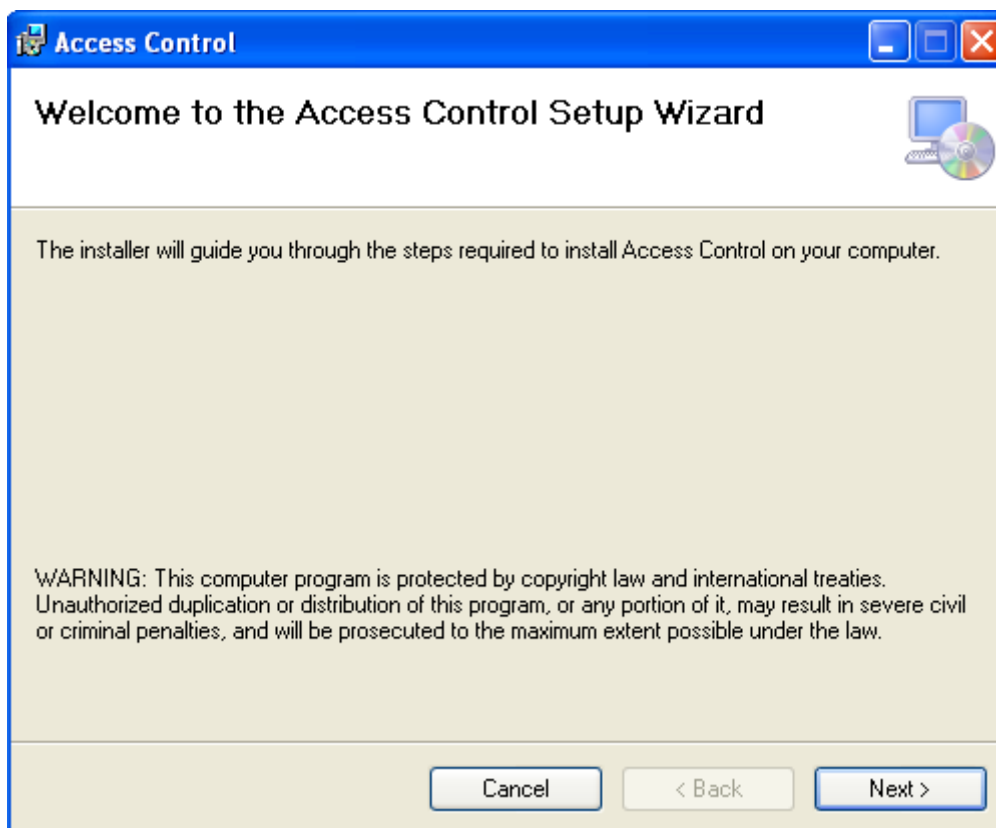 Access Control
Welcome to the Access Control Setup Wizard
The installer will guide you through the steps required to install Access Control on your computer.
WARNING: This computer program is protected by copyright law and international treaties.
Unauthorized duplication or distribution of this program, or any portion of it, may result in severe civil
or criminal penalties, and will be prosecuted to the maximum extent possible under the law.
Cancel
< Back
Next >